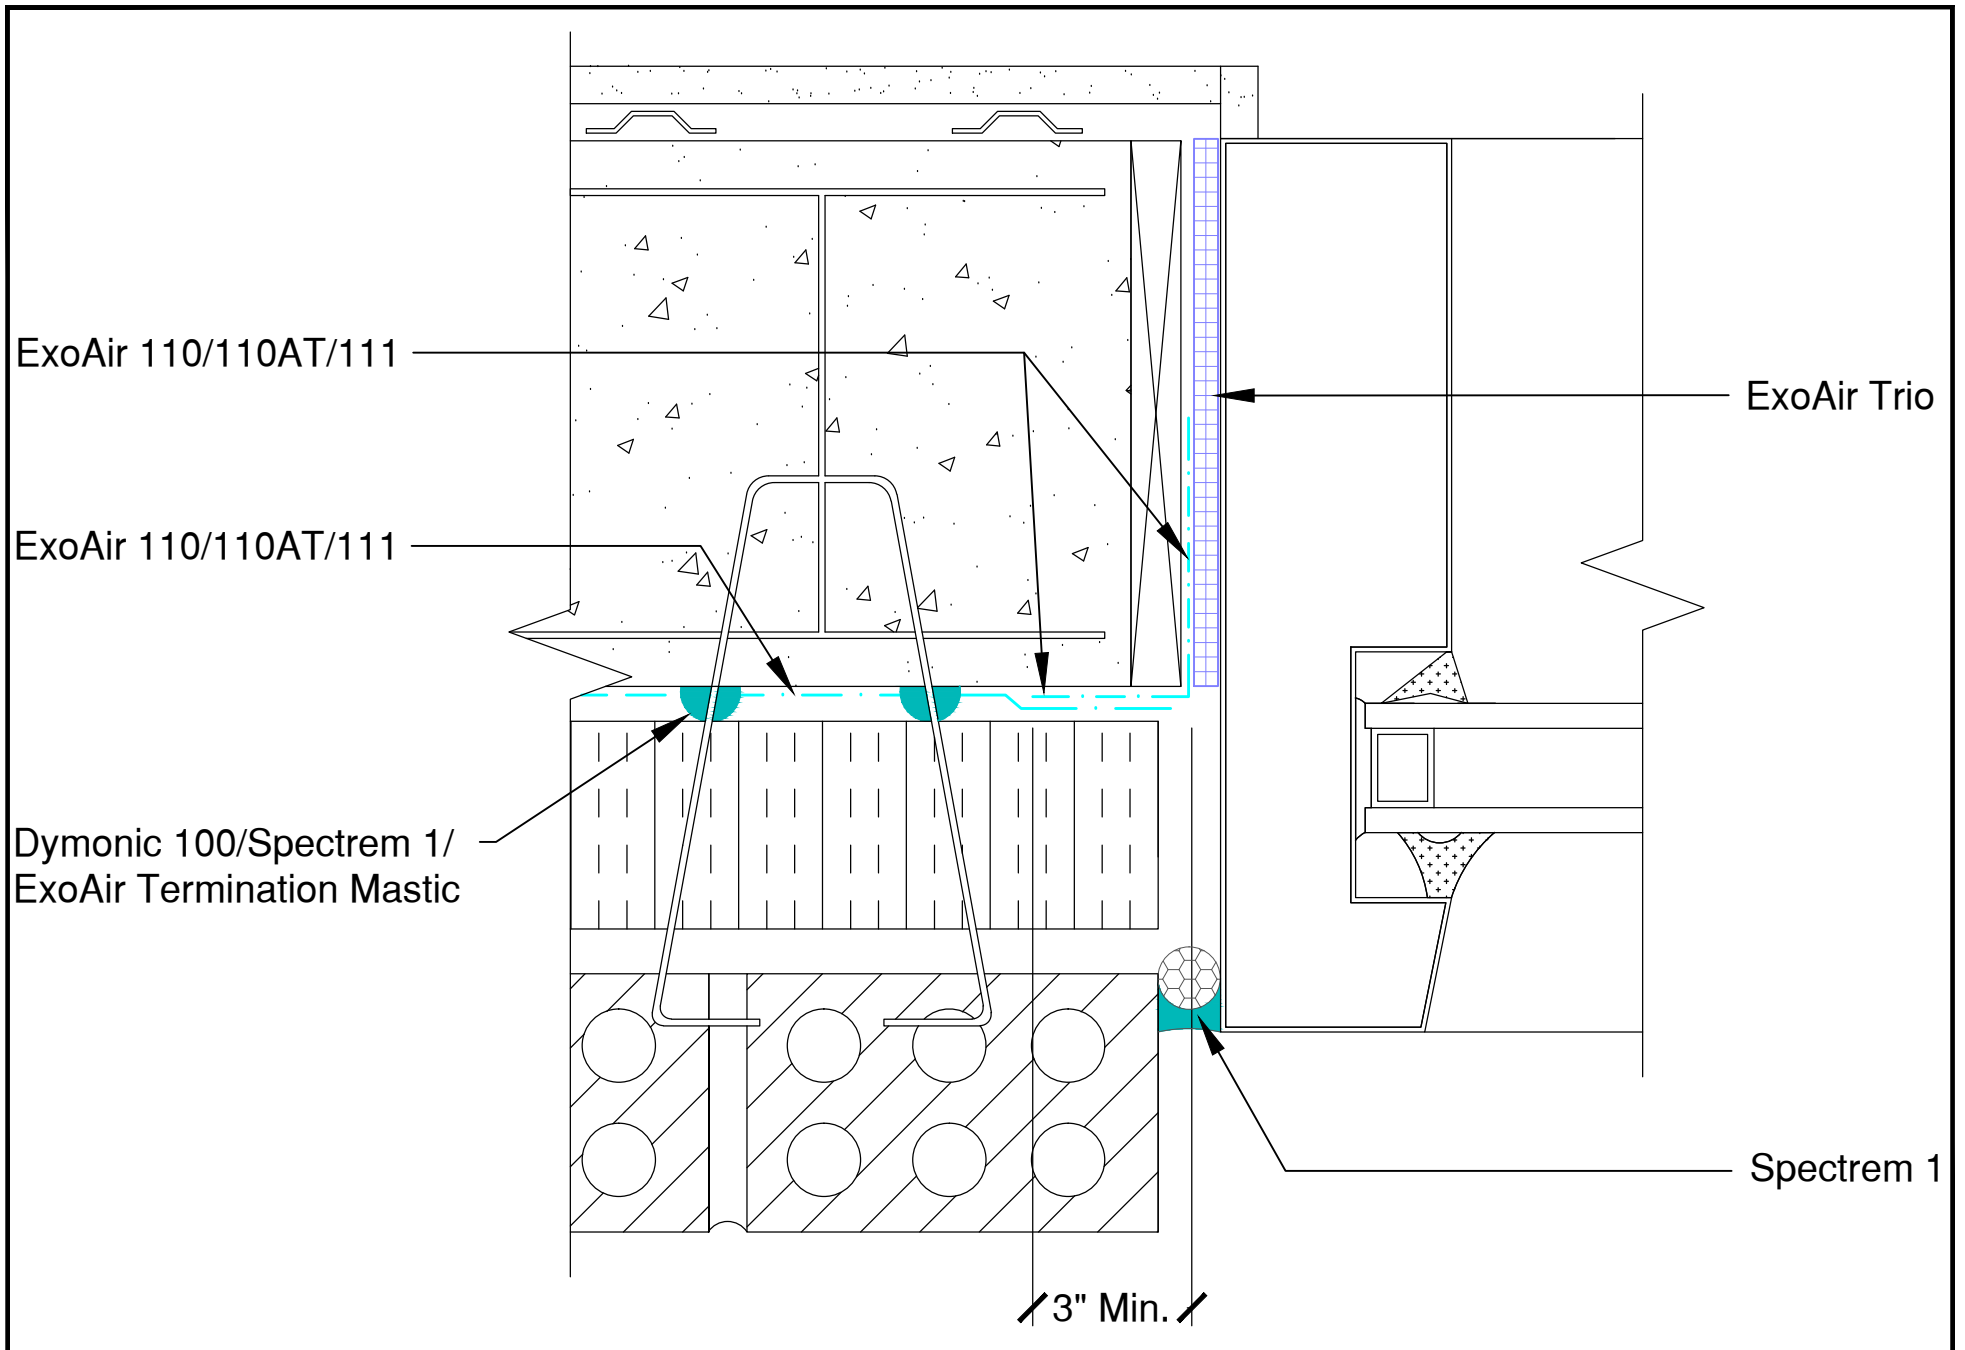 ExoAir 110/110AT/111
ExoAir Trio
ExoAir 110/110AT/111
Dymonic 100/Spectrem 1/
ExoAir Termination Mastic
Spectrem 1
3" Min.